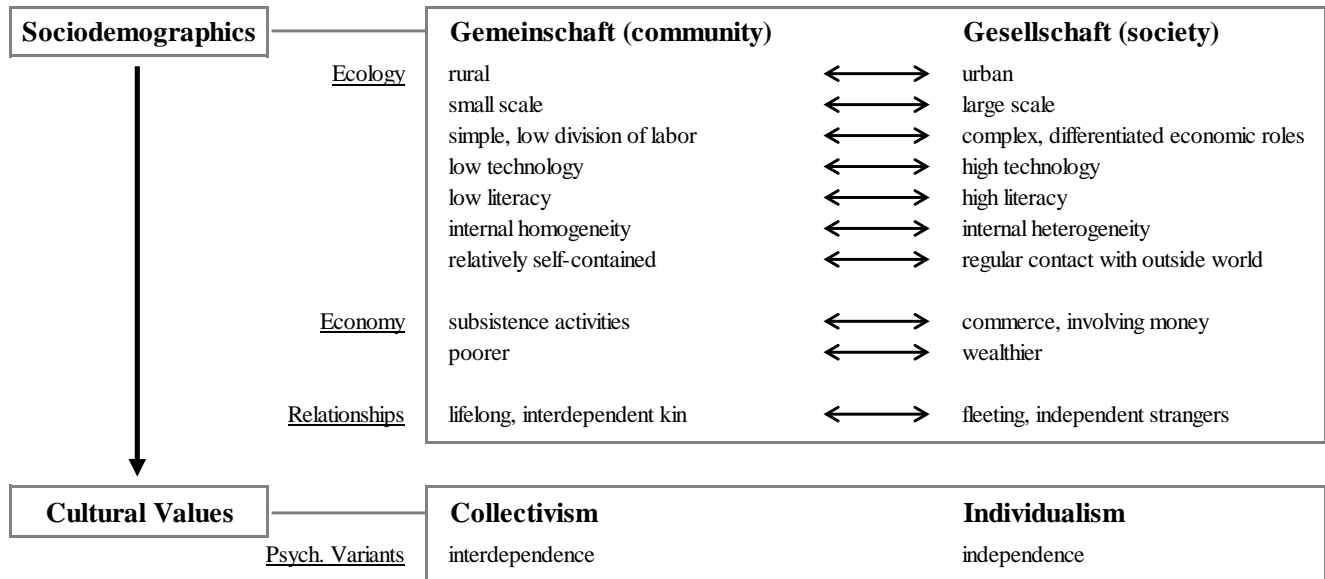 Sociodemographics Gemeinschaft (community) Gesellschaft (society)
Ecology rural urban
small scale large scale
simple, low division of labor complex, differentiated economic roles
low technology high technology
low literacy high literacy
internal homogeneity internal heterogeneity
relatively self-contained regular contact with outside world
Economy subsistence activities commerce, involving money
poorer wealthier
Relationships lifelong, interdependent kin fleeting, independent strangers
Cultural Values Collectivism Individualism
Psych. Variants interdependence independence